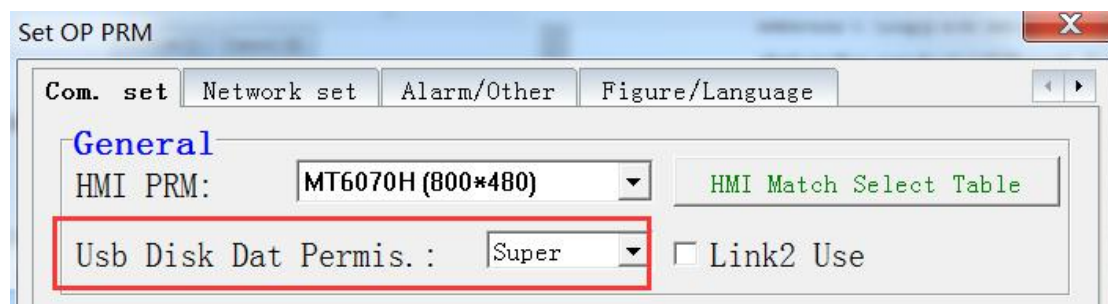 Set OP PRM
X
Com. set Network set Alarm/Other Figure/Language
General
HMI PRM: MT6070H (800*480) HMI Match Select Table
Usb Disk Dat Permis.: Super Link2 Use